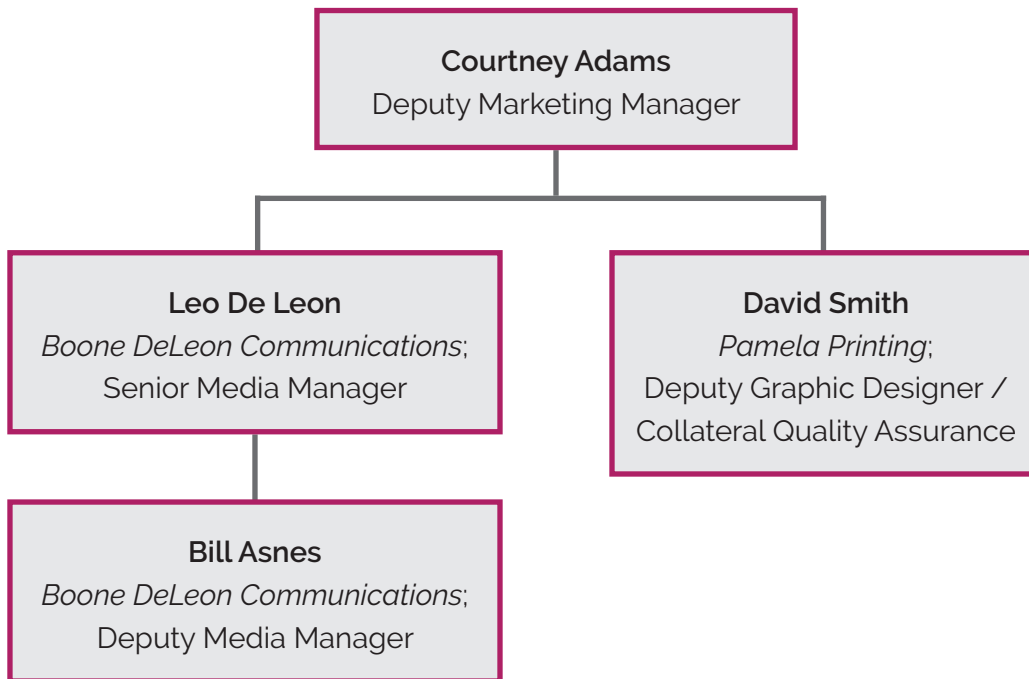 Courtney Adams
Deputy Marketing Manager
Leo De Leon
Boone DeLeon Communications;
Senior Media Manager
David Smith
Pamela Printing;
Deputy Graphic Designer /
Collateral Quality Assurance
Bill Asnes
Boone DeLeon Communications;
Deputy Media Manager